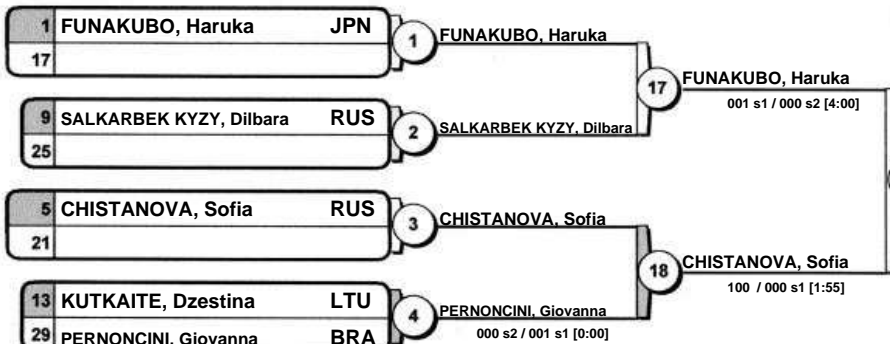 1 FUNAKUBO, Haruka JPN
17
1
FUNAKUBO, Haruka
9 SALKARBEK KYZY, Dilbara RUS
25
2
SALKARBEK KYZY, Dilbara
17
FUNAKUBO, Haruka
001 s1 / 000 s2 [4:00]
5 CHISTANOVA, Sofia RUS
21
3
CHISTANOVA, Sofia
13 KUTKAITE, Dzestina LTU
29 PERNONCINI, Giovanna BRA
4
PERNONCINI, Giovanna
000 s2 / 001 s1 [0:00]
18
CHISTANOVA, Sofia
100 / 000 s1 [1:55]